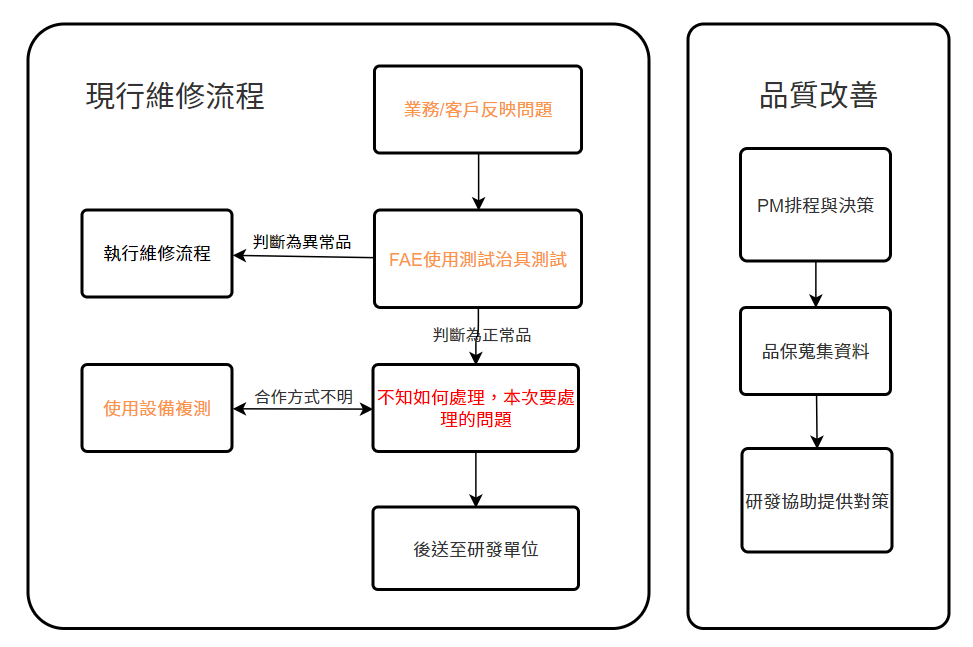 現行維修流程
業務/客戶反映問題
判斷為異常品
執行維修流程
FAE使用測試治具測試
判斷為正常品
使用設備複測
合作方式不明
不知如何處理，本次要處
理的問題
後送至研發單位
品質改善
PM排程與決策
品保蒐集資料
研發協助提供對策